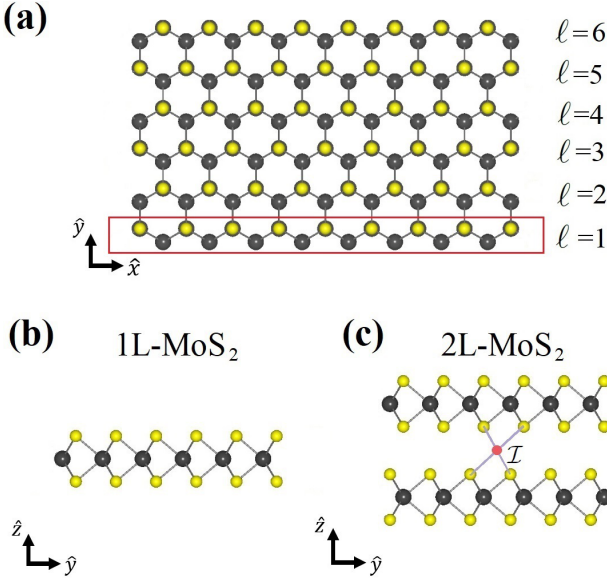 (a)
ℓ=6
ℓ=5
ℓ=4
ℓ=3
ℓ=2
ℓ=1
ŷ
x̂
(b)
1L-MoS₂
(c)
2L-MoS₂
ℐ
ẑ
ŷ
ẑ
ŷ